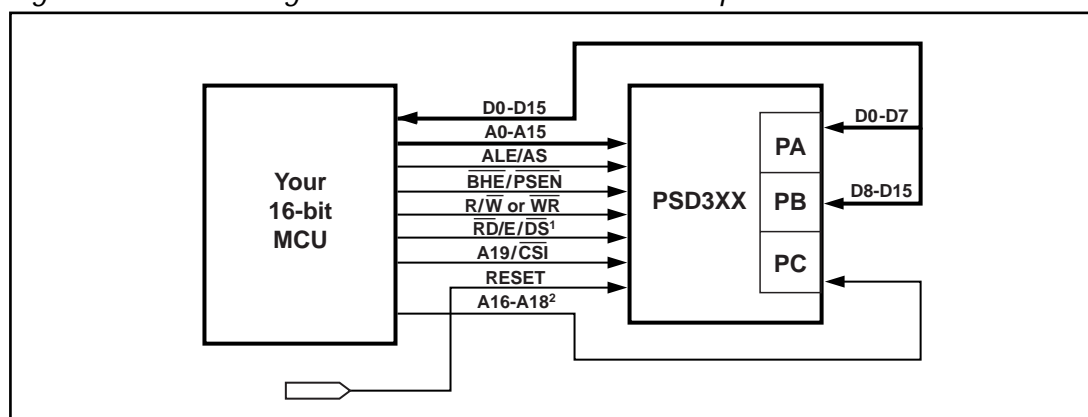 D0-D15
A0-A15
ALE/AS
BHE/PSEN
R/W or WR
RD/E/DS¹
A19/CSI
RESET
A16-A18²
Your
16-bit
MCU
PSD3XX
PA
PB
PC
D0-D7
D8-D15